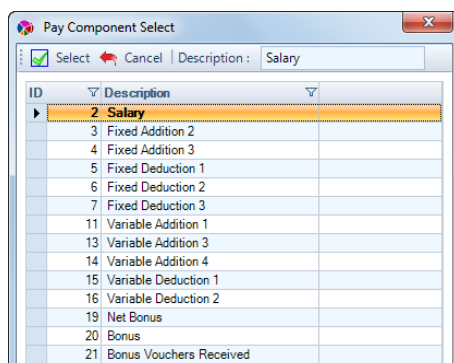 Pay Component Select
Select Cancel Description : Salary
ID Description
2 Salary
3 Fixed Addition 2
4 Fixed Addition 3
5 Fixed Deduction 1
6 Fixed Deduction 2
7 Fixed Deduction 3
11 Variable Addition 1
13 Variable Addition 3
14 Variable Addition 4
15 Variable Deduction 1
16 Variable Deduction 2
19 Net Bonus
20 Bonus
21 Bonus Vouchers Received